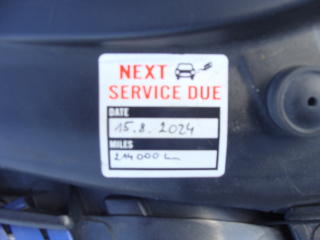 NEXT
SERVICE DUE
DATE
15.8.2024
MILES
214000